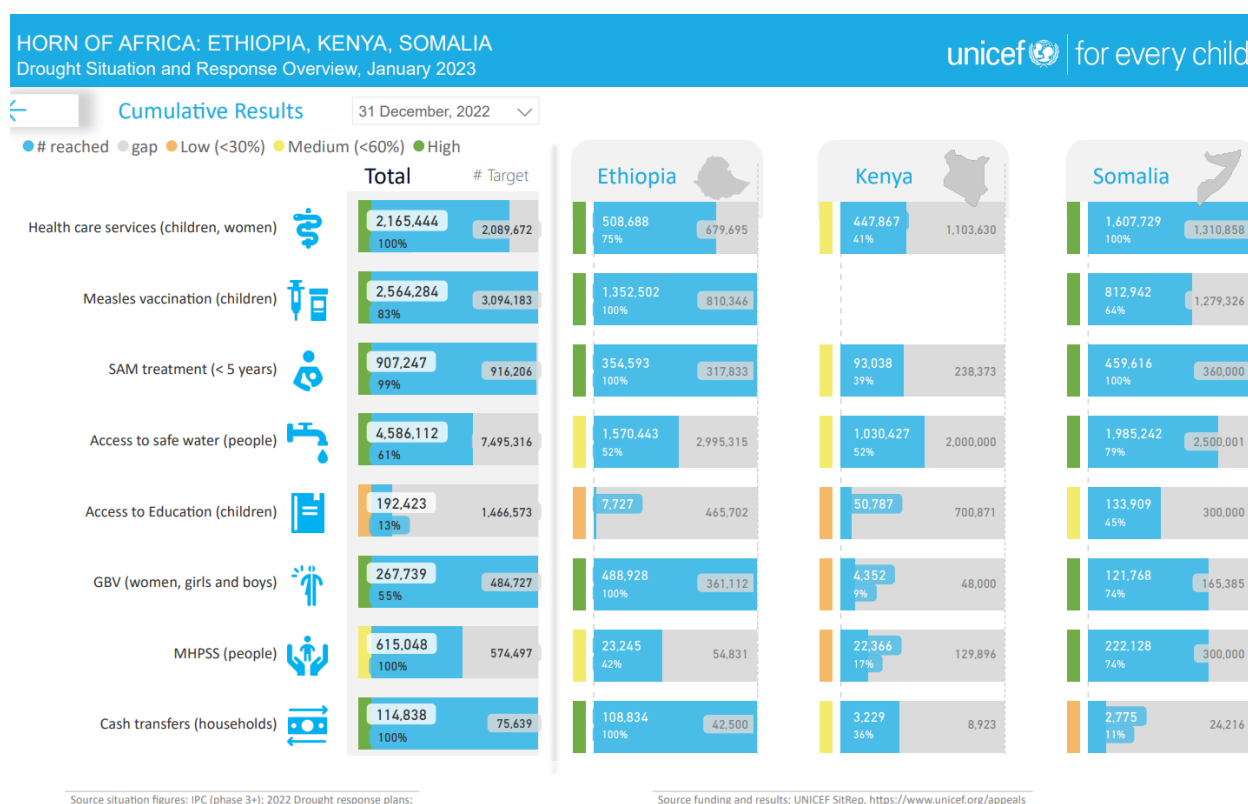 HORN OF AFRICA: ETHIOPIA, KENYA, SOMALIA
Drought Situation and Response Overview, January 2023
unicef for every child
Cumulative Results
31 December, 2022
# reached gap Low (<30%) Medium (<60%) High
Total # Target Ethiopia Kenya Somalia
Health care services (children, women) 2,165,444 100% 2,089,672 508,688 75% 679,695 447,867 41% 1,103,630 1,607,729 100% 1,310,858
Measles vaccination (children) 2,564,284 83% 3,094,183 1,352,502 100% 810,346 812,942 64% 1,279,326
SAM treatment (< 5 years) 907,247 99% 916,206 354,593 100% 317,833 93,038 39% 238,373 459,616 100% 360,000
Access to safe water (people) 4,586,112 61% 7,495,316 1,570,443 52% 2,995,315 1,030,427 52% 2,000,000 1,985,242 79% 2,500,001
Access to Education (children) 192,423 13% 1,466,573 7,727 465,702 50,787 700,871 133,909 45% 300,000
GBV (women, girls and boys) 267,739 55% 484,727 488,928 100% 361,112 4,352 9% 48,000 121,768 74% 165,385
MHPSS (people) 615,048 100% 574,497 23,245 42% 54,831 22,366 17% 129,896 222,128 74% 300,000
Cash transfers (households) 114,838 100% 75,639 108,834 100% 42,500 3,229 36% 8,923 2,775 11% 24,216
Source situation figures: IPC (phase 3+); 2022 Drought response plans;
Source funding and results: UNICEF SitRep, https://www.unicef.org/appeals